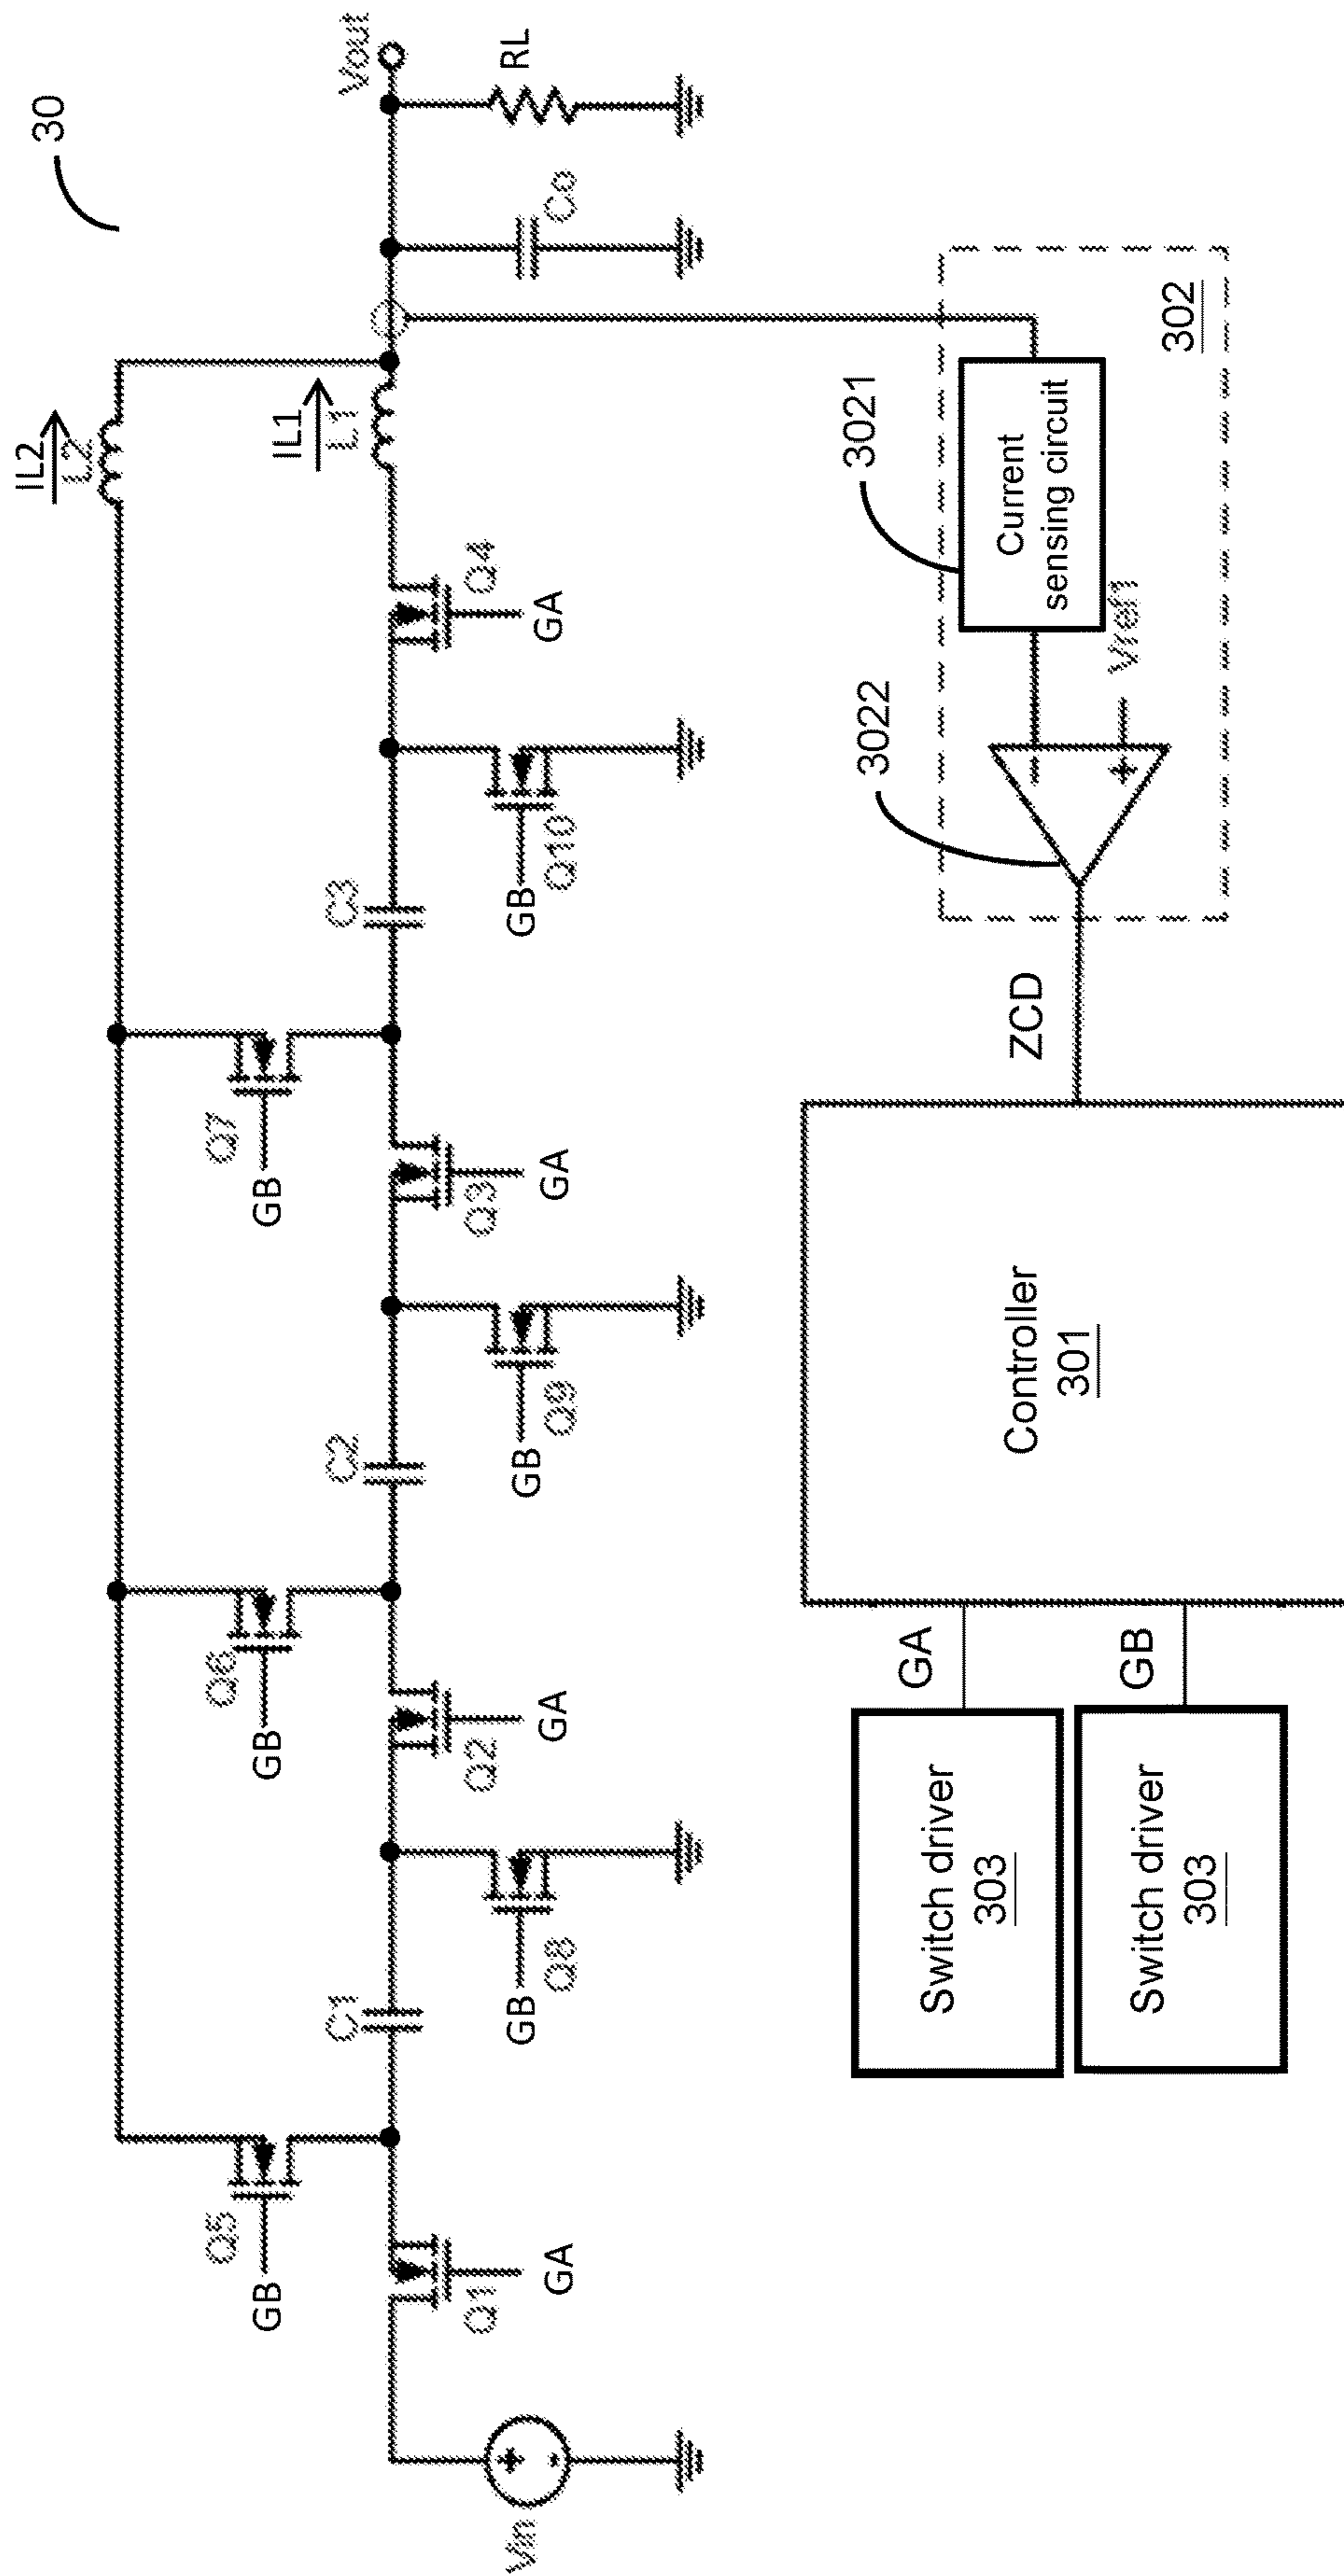 30
IL2
L2
IL1
L1
Vout
Q5
GB
Q6
GB
Q7
GB
C1
C2
C3
Vin
Q1
GA
GB
Q8
Q2
GA
GB
Q9
Q3
GA
GB
Q10
Q4
GA
Co
RL
Switch driver
303
GA
Switch driver
303
GB
Controller
301
ZCD
3022
3021
-
+
Vref1
Current
sensing circuit
302